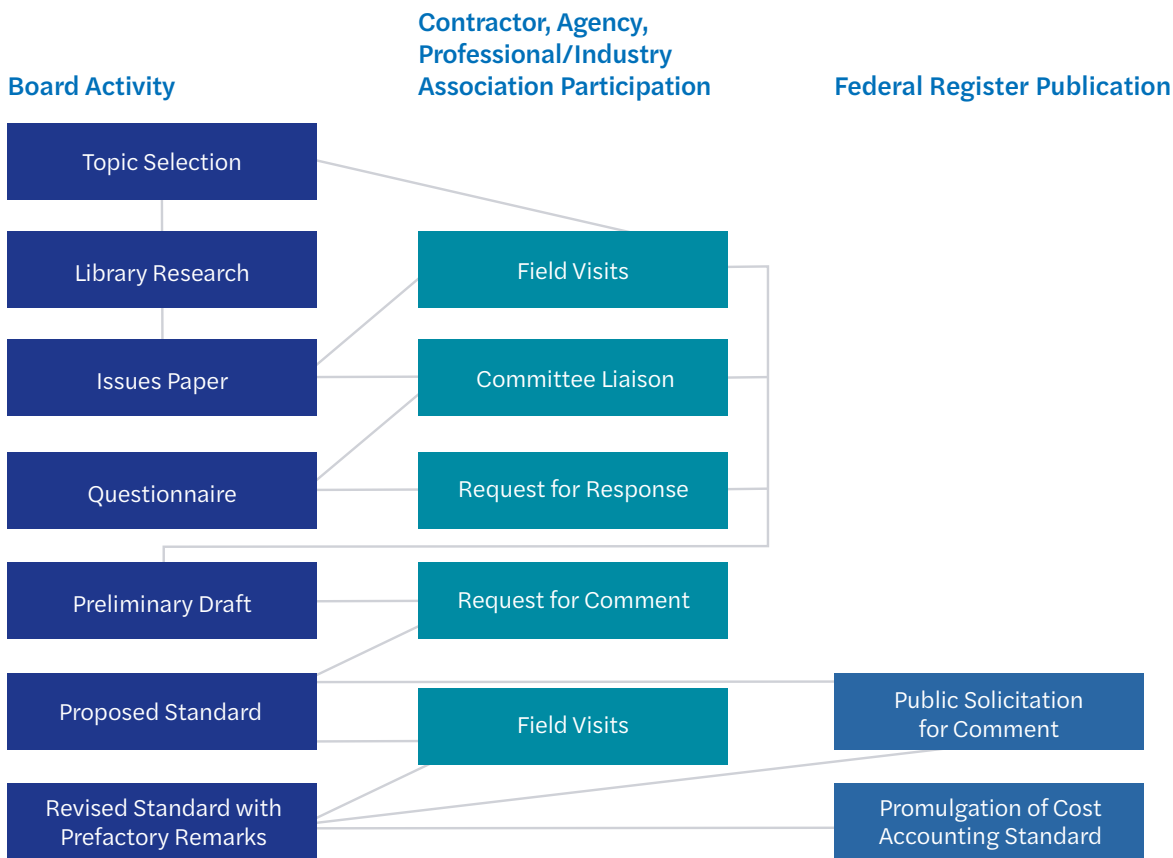 Board Activity
Contractor, Agency,
Professional/Industry
Association Participation
Federal Register Publication
Topic Selection
Library Research
Field Visits
Issues Paper
Committee Liaison
Questionnaire
Request for Response
Preliminary Draft
Request for Comment
Proposed Standard
Field Visits
Public Solicitation
for Comment
Revised Standard with
Prefactory Remarks
Promulgation of Cost
Accounting Standard